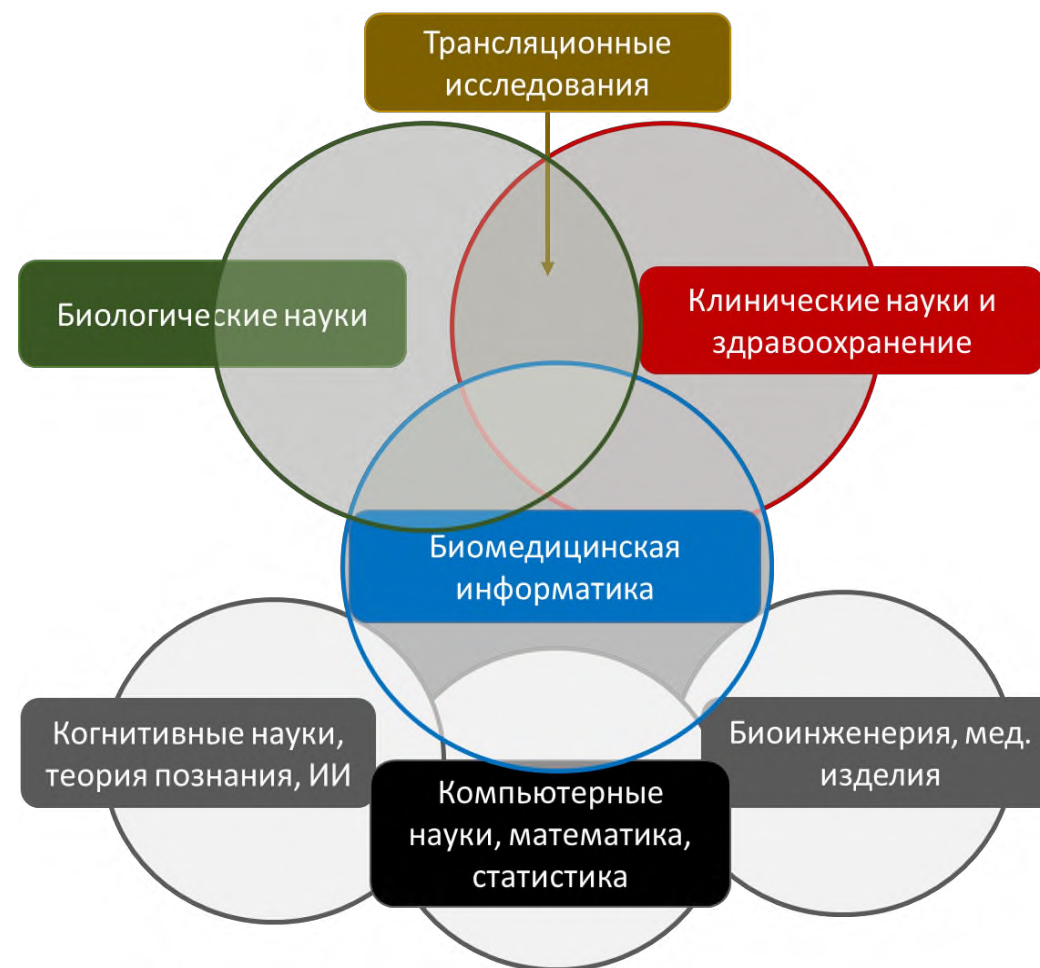 Трансляционные
исследования
Биологические науки
Клинические науки и
здравоохранение
Биомедицинская
информатика
Когнитивные науки,
теория познания, ИИ
Компьютерные
науки, математика,
статистика
Биоинженерия, мед.
изделия